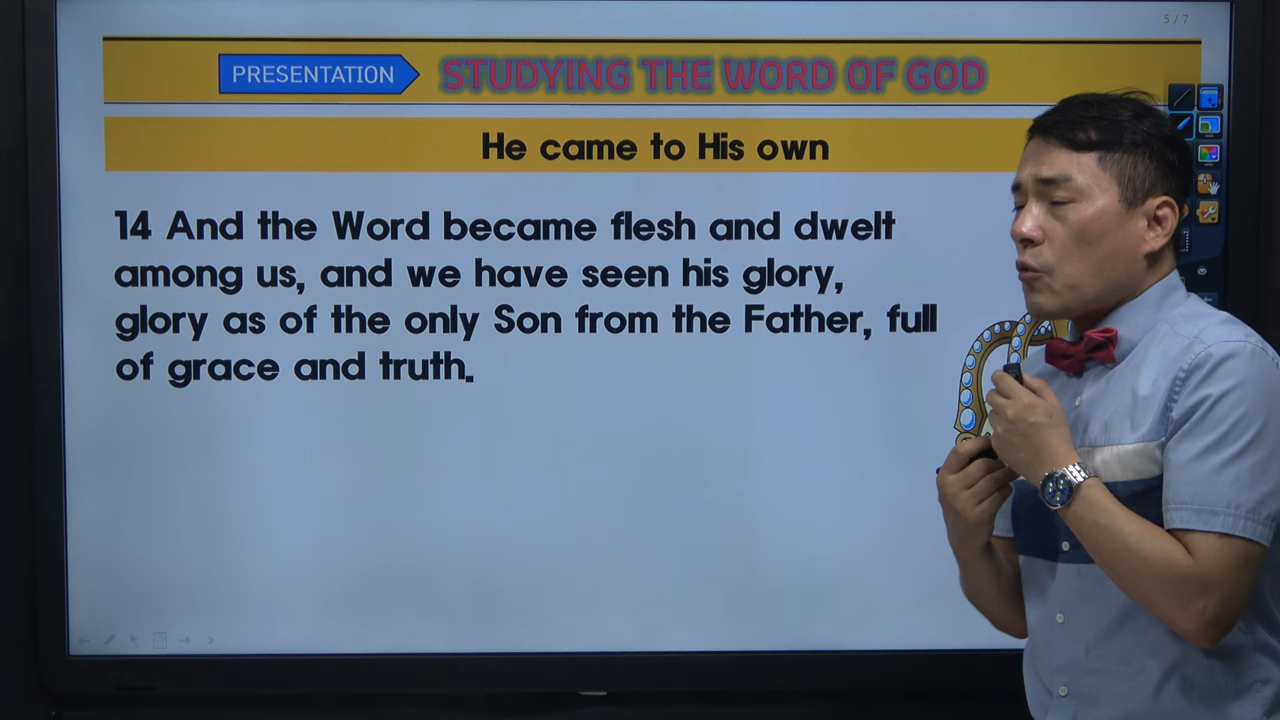 5 / 7
PRESENTATION STUDYING THE WORD OF GOD
He came to His own
14 And the Word became flesh and dwelt
among us, and we have seen his glory,
glory as of the only Son from the Father, full
of grace and truth.